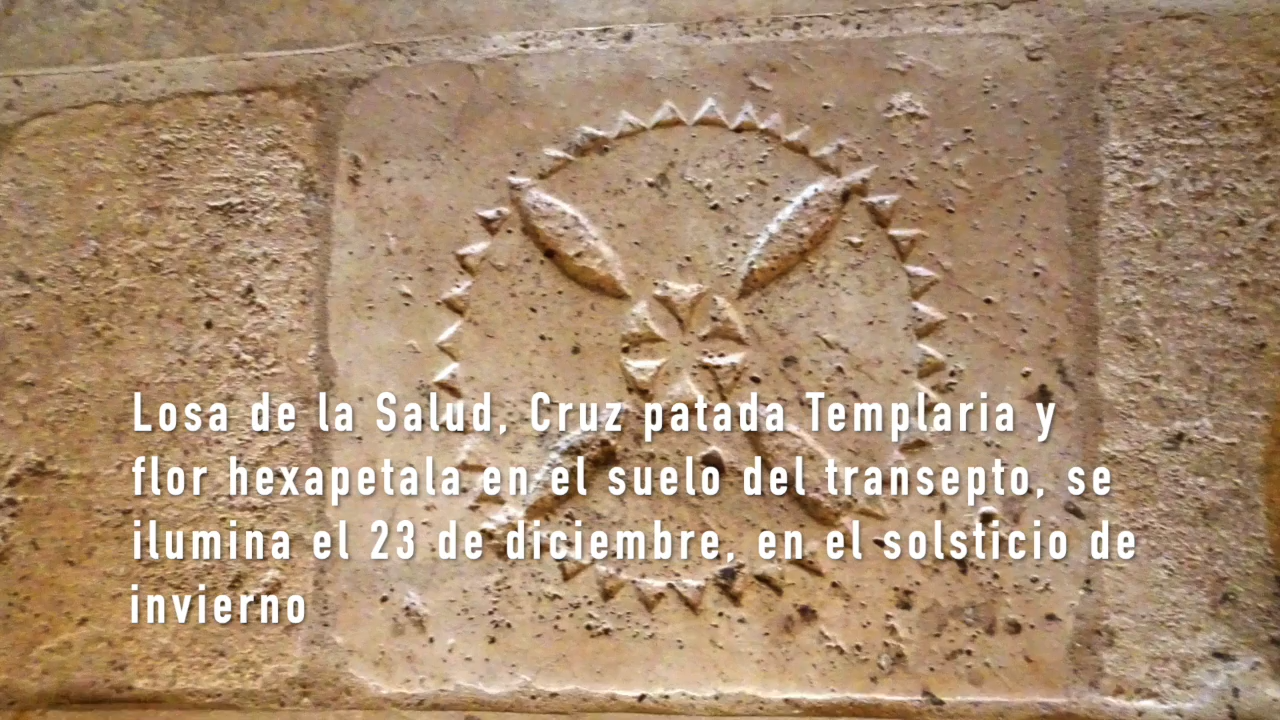 Losa de la Salud, Cruz patada Templaria y
flor hexapetala en el suelo del transepto, se
ilumina el 23 de diciembre, en el solsticio de
invierno